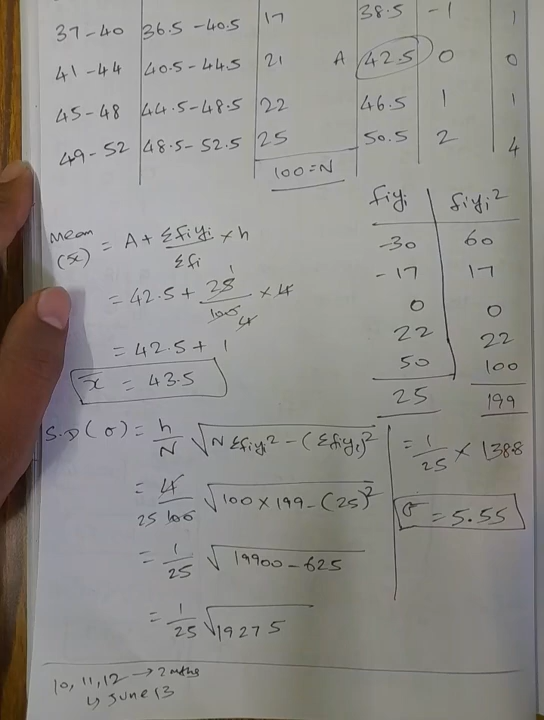 37-40 36.5-40.5 17 38.5 -1 1
41-44 40.5-44.5 21 A 42.5 0 0
45-48 44.5-48.5 22 46.5 1 1
49-52 48.5-52.5 25 50.5 2 4
100=N
fiyi fiyi²
-30 60
-17 17
0 0
22 22
50 100
25 199
Mean (x̄) = A + Σfiyi/Σfi × h
= 42.5 + 25/100 × 4
= 42.5 + 1
x̄ = 43.5
S.D(σ) = h/N √NΣfiyi² - (Σfiyi)²
= 4/100 √100×199-(25)²
= 1/25 √19900-625
= 1/25 √19275
= 1/25 × 138.8
σ = 5.55
10, 11, 12 →
↳ June 13